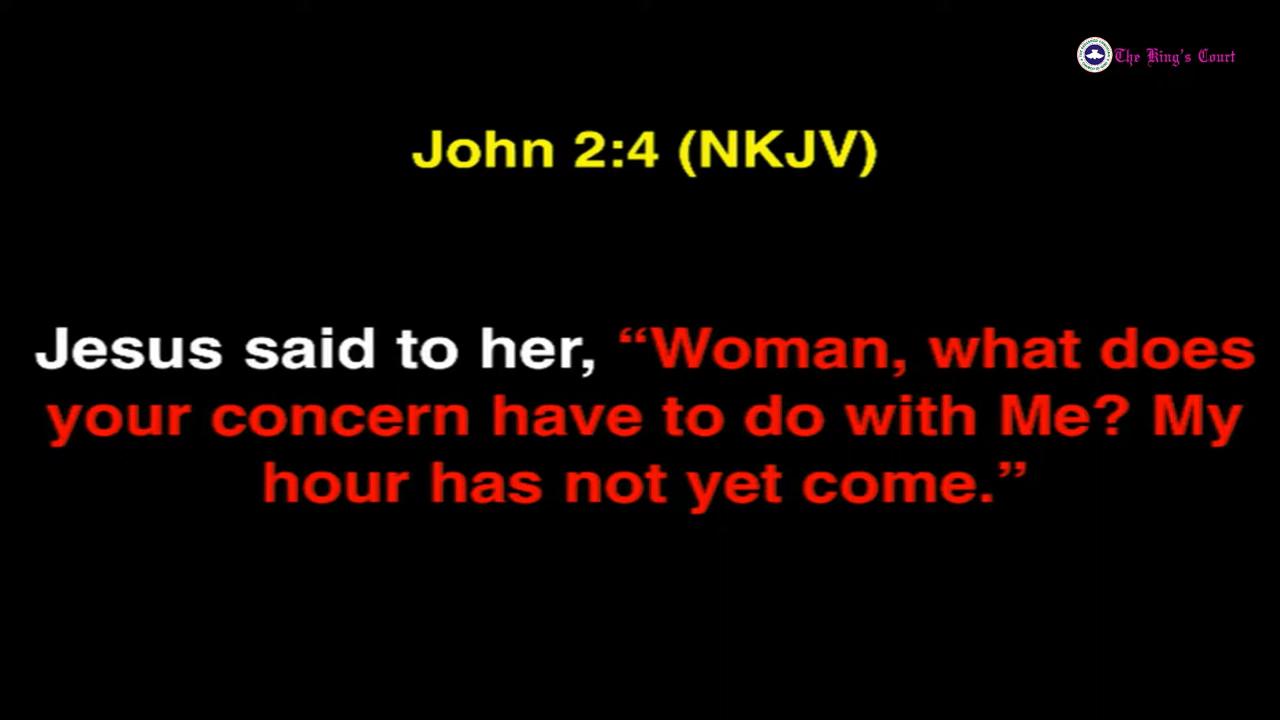 The King's Court
John 2:4 (NKJV)
Jesus said to her, “Woman, what does
your concern have to do with Me? My
hour has not yet come.”